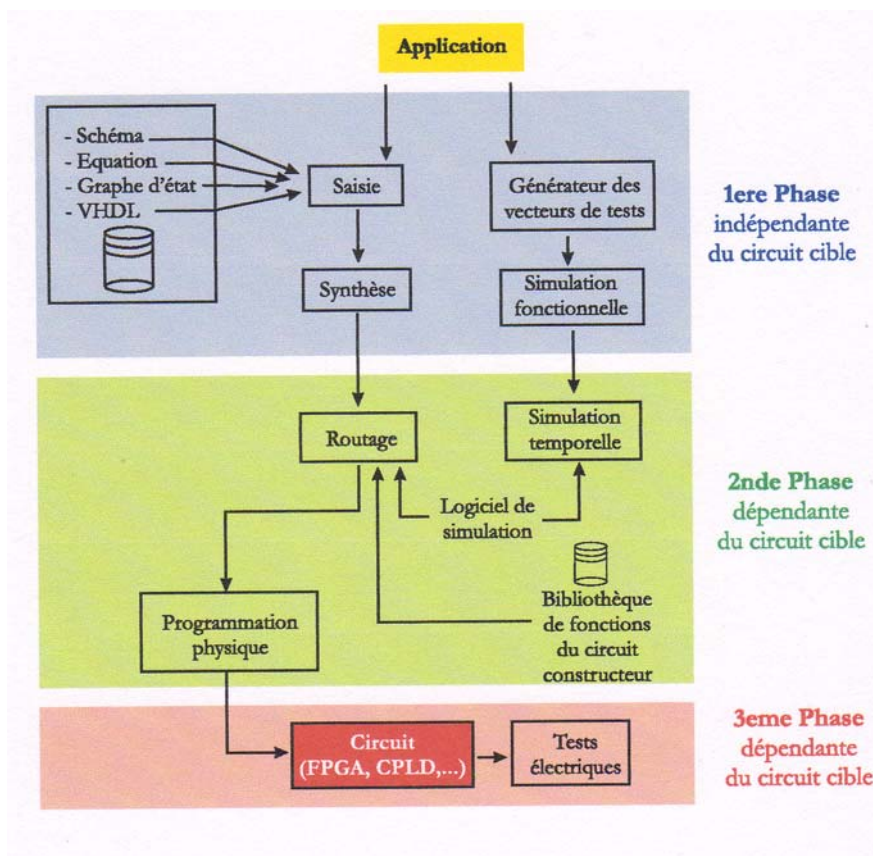 Application
- Schéma
- Equation
- Graphe d'état
- VHDL
Saisie
Générateur des
vecteurs de tests
1ere Phase
indépendante
du circuit cible
Synthèse
Simulation
fonctionnelle
Routage
Simulation
temporelle
Logiciel de
simulation
2nde Phase
dépendante
du circuit cible
Programmation
physique
Bibliothèque
de fonctions
du circuit
constructeur
Circuit
(FPGA, CPLD,...)
Tests
électriques
3eme Phase
dépendante
du circuit cible